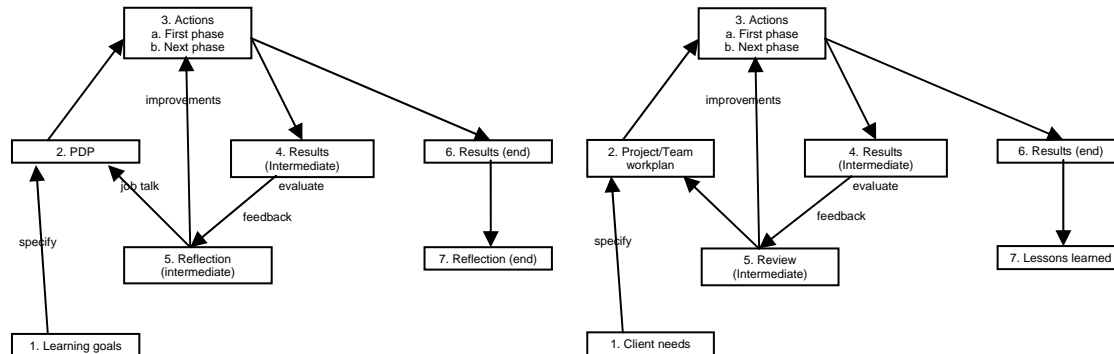 3. Actions
a. First phase
b. Next phase
improvements
2. PDP
4. Results
(Intermediate)
6. Results (end)
job talk
evaluate
feedback
specify
5. Reflection
(intermediate)
7. Reflection (end)
1. Learning goals
3. Actions
a. First phase
b. Next phase
improvements
2. Project/Team
workplan
4. Results
(Intermediate)
6. Results (end)
evaluate
feedback
specify
5. Review
(Intermediate)
7. Lessons learned
1. Client needs